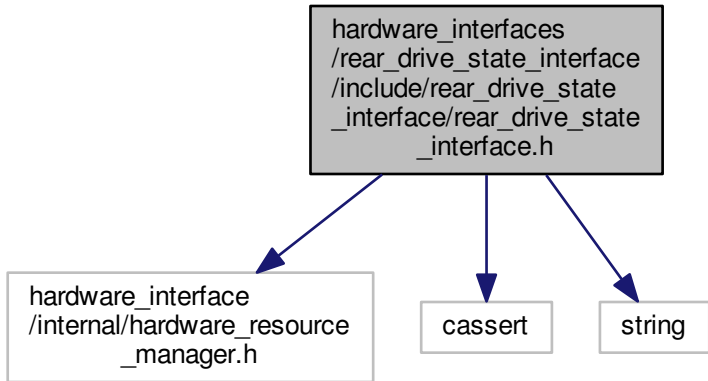 hardware_interfaces
/rear_drive_state_interface
/include/rear_drive_state
_interface/rear_drive_state
_interface.h
hardware_interface
/internal/hardware_resource
_manager.h
cassert
string